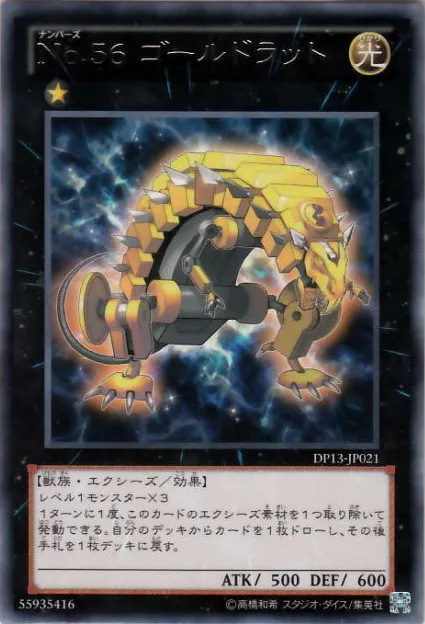 ナンバーズ
No.56 ゴールドラット
ひかり
光
DP13-JP021
【獣族・エクシーズ／効果】
レベル1モンスター×3
1ターンに1度、このカードのエクシーズ素材を1つ取り除いて
発動できる。自分のデッキからカードを1枚ドローし、その後
手札を1枚デッキに戻す。
ATK/ 500 DEF/ 600
55935416
©高橋和希 スタジオ・ダイス/集英社